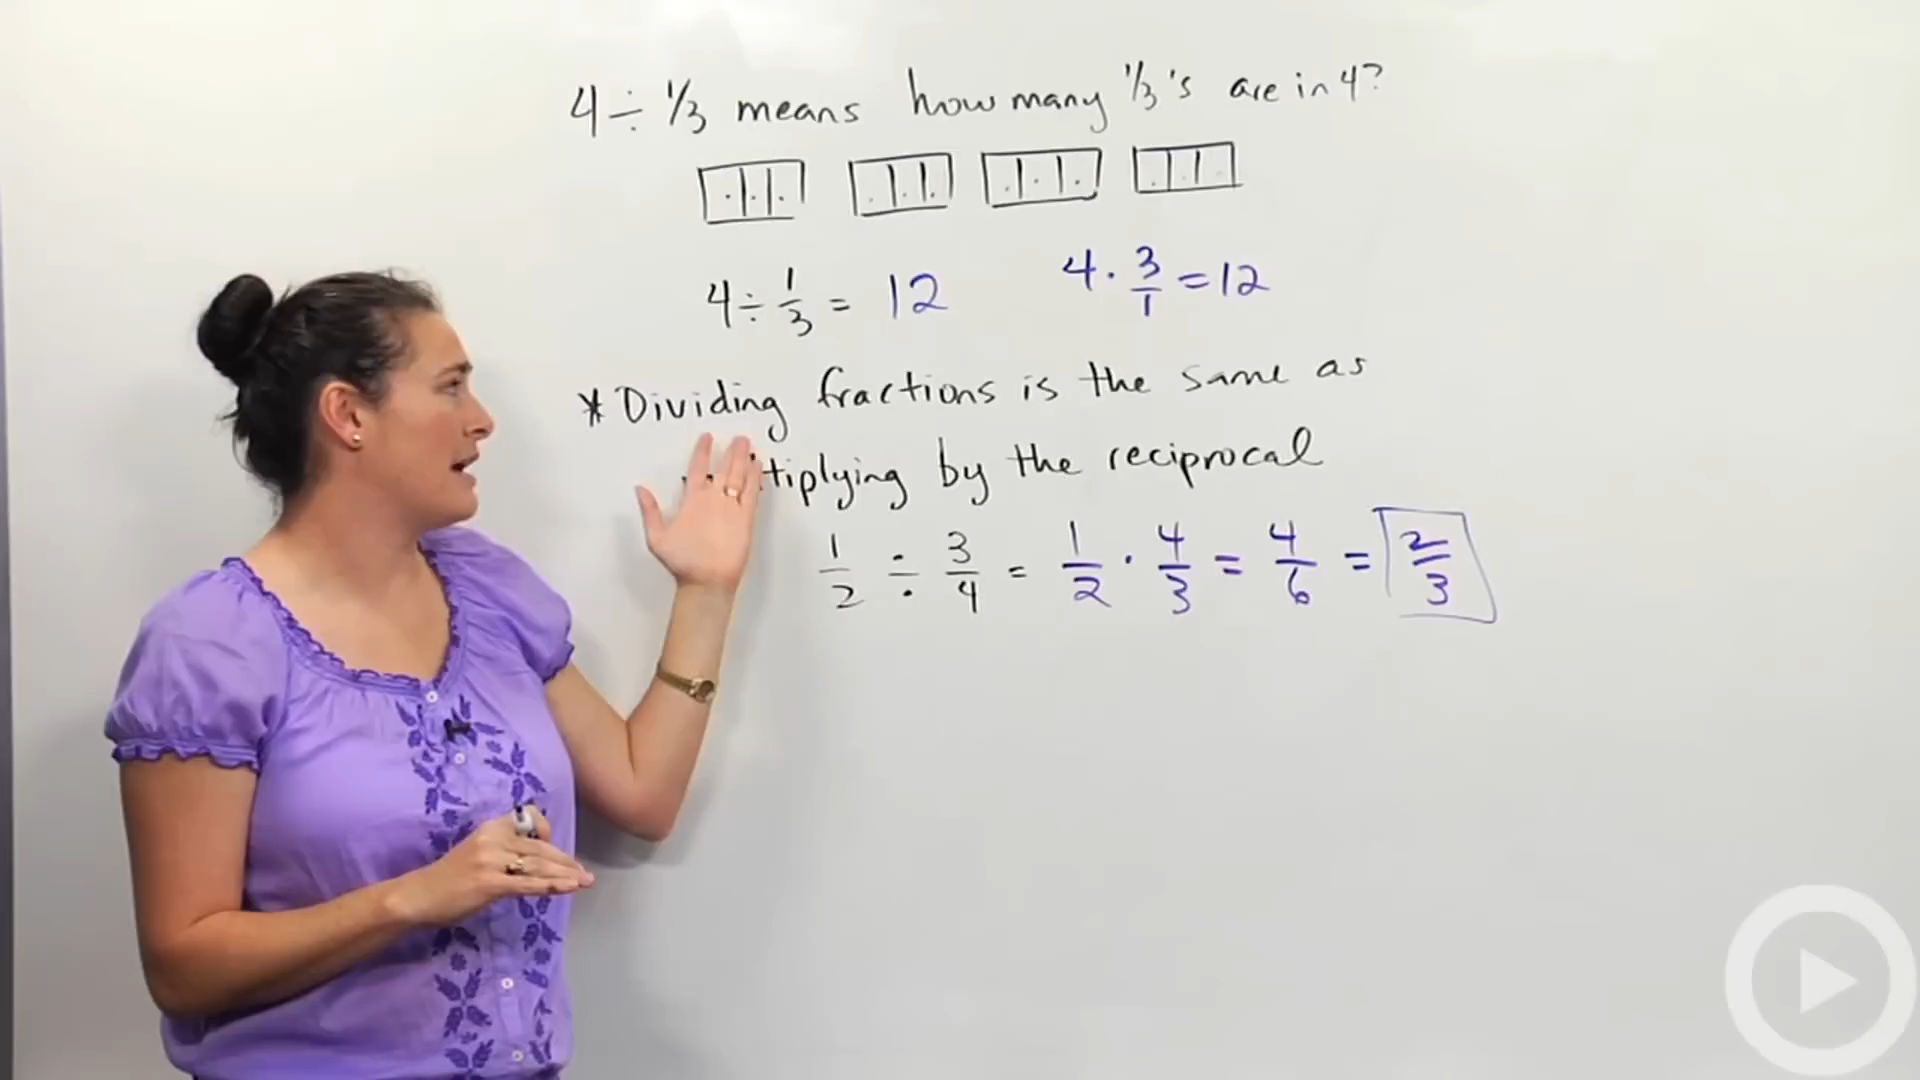 4 ÷ 1/3 means how many 1/3's are in 4?
4 ÷ 1/3 = 12 4 · 3/1 = 12
* Dividing fractions is the same as
by the reciprocal
1/2 ÷ 3/4 = 1/2 · 4/3 = 4/6 = 2/3